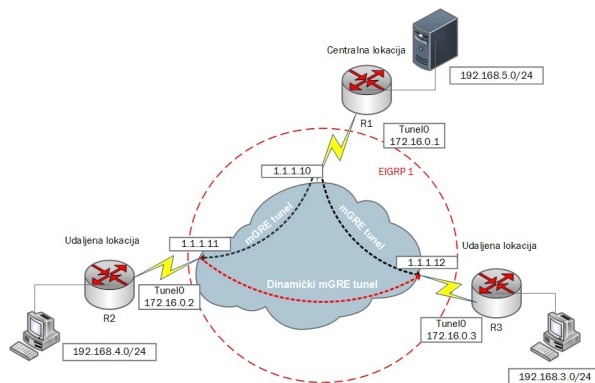 Centralna lokacija
192.168.5.0/24
R1
Tunel0
172.16.0.1
1.1.1.10
EIGRP 1
mGRE tunel
mGRE tunel
Udaljena lokacija
1.1.1.11
1.1.1.12
Udaljena lokacija
Dinamički mGRE tunel
R2
Tunel0
172.16.0.2
Tunel0
172.16.0.3
R3
192.168.4.0/24
192.168.3.0/24